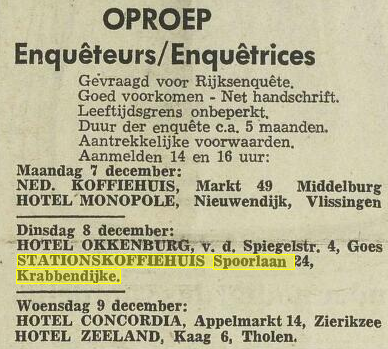 OPROEP
Enquêteurs/Enquêtrices
Gevraagd voor Rijksenquête.
Goed voorkomen - Net handschrift.
Leeftijdsgrens onbeperkt.
Duur der enquête c.a. 5 maanden.
Aantrekkelijke voorwaarden.
Aanmelden 14 en 16 uur:
Maandag 7 december:
NED. KOFFIEHUIS, Markt 49 Middelburg
HOTEL MONOPOLE, Nieuwendijk, Vlissingen
Dinsdag 8 december:
HOTEL OKKENBURG, v. d. Spiegelstr. 4, Goes
STATIONSKOFFIEHUIS Spoorlaan 24,
Krabbendijke.
Woensdag 9 december:
HOTEL CONCORDIA, Appelmarkt 14, Zierikzee
HOTEL ZEELAND, Kaag 6, Tholen.